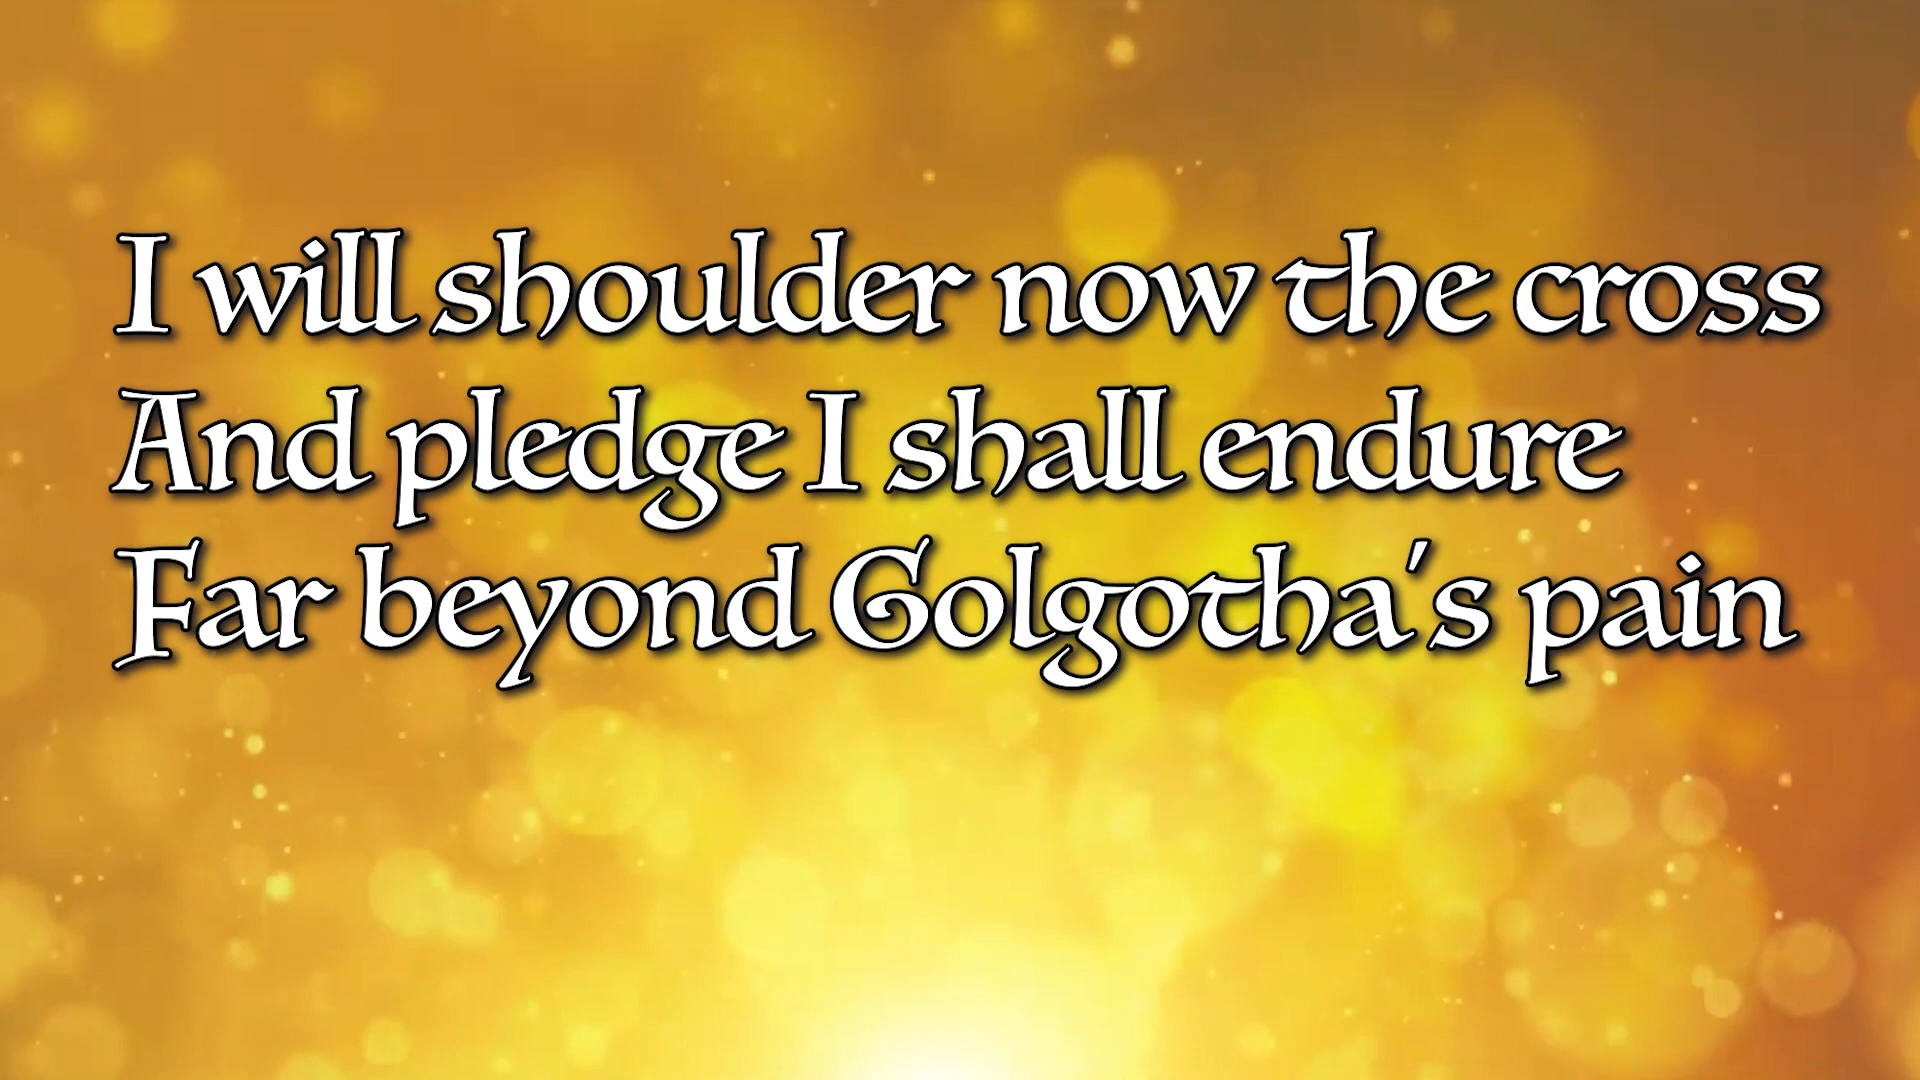 I will shoulder now the cross
And pledge I shall endure
Far beyond Golgotha's pain